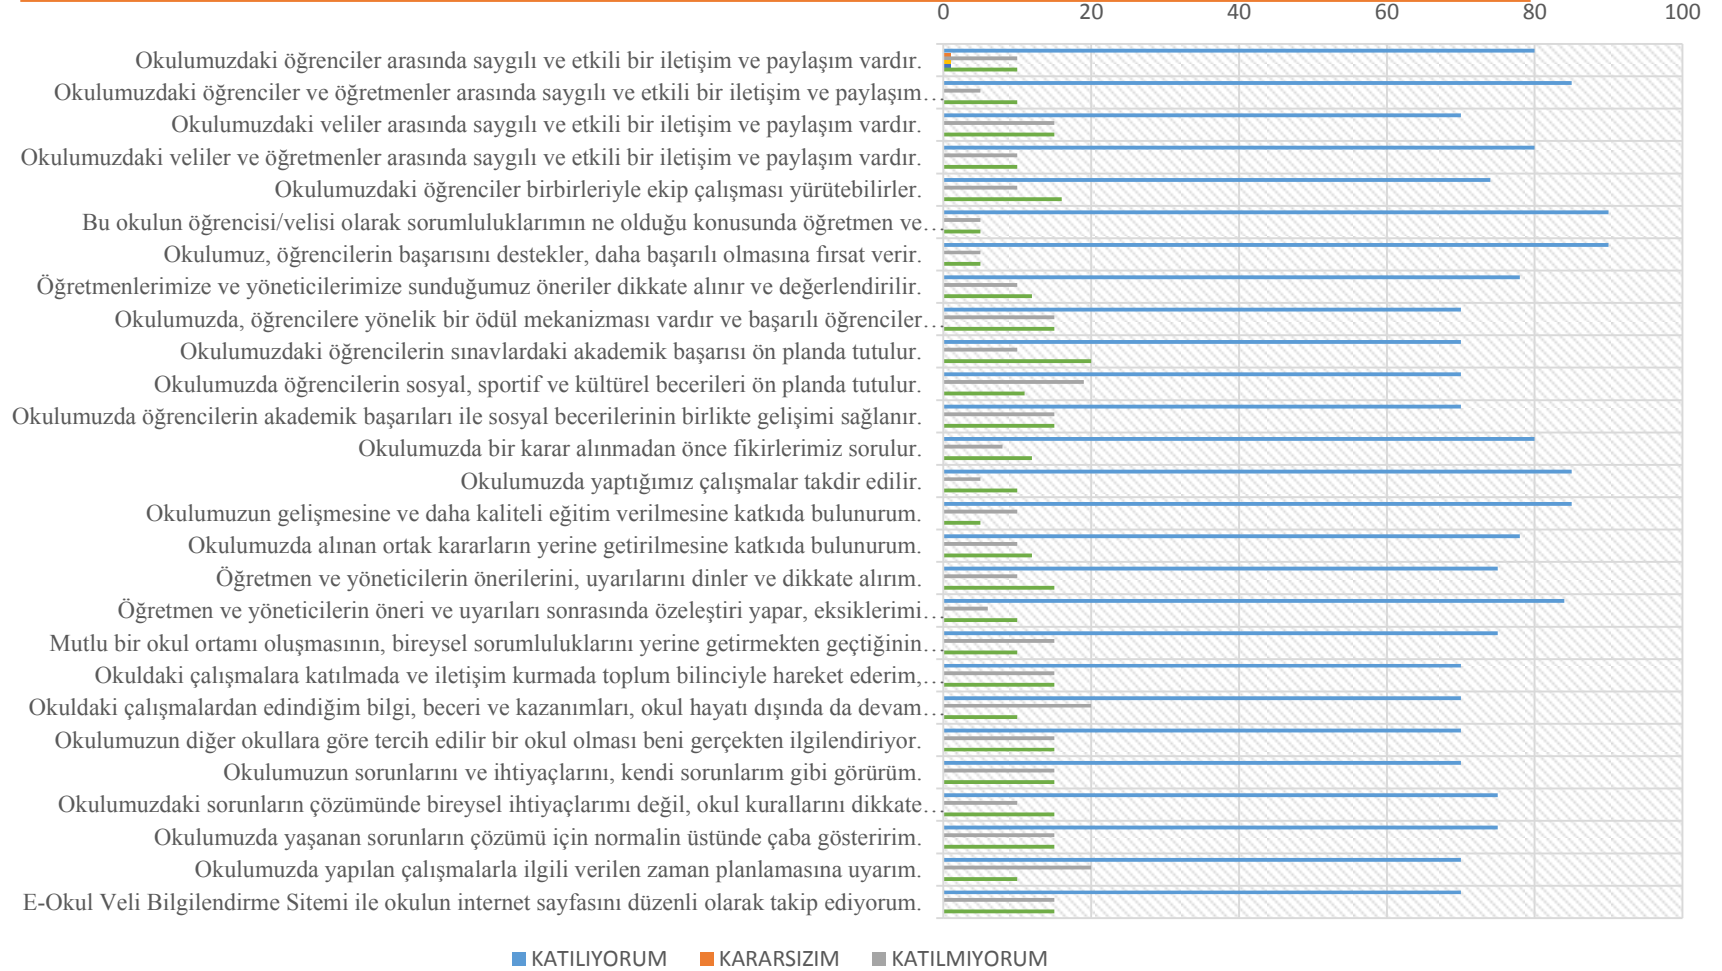 0 20 40 60 80 100
Okulumuzdaki öğrenciler arasında saygılı ve etkili bir iletişim ve paylaşım vardır.
Okulumuzdaki öğrenciler ve öğretmenler arasında saygılı ve etkili bir iletişim ve paylaşım…
Okulumuzdaki veliler arasında saygılı ve etkili bir iletişim ve paylaşım vardır.
Okulumuzdaki veliler ve öğretmenler arasında saygılı ve etkili bir iletişim ve paylaşım vardır.
Okulumuzdaki öğrenciler birbirleriyle ekip çalışması yürütebilirler.
Bu okulun öğrencisi/velisi olarak sorumluluklarımın ne olduğu konusunda öğretmen ve…
Okulumuz, öğrencilerin başarısını destekler, daha başarılı olmasına fırsat verir.
Öğretmenlerimize ve yöneticilerimize sunduğumuz öneriler dikkate alınır ve değerlendirilir.
Okulumuzda, öğrencilere yönelik bir ödül mekanizması vardır ve başarılı öğrenciler…
Okulumuzdaki öğrencilerin sınavlardaki akademik başarısı ön planda tutulur.
Okulumuzda öğrencilerin sosyal, sportif ve kültürel becerileri ön planda tutulur.
Okulumuzda öğrencilerin akademik başarıları ile sosyal becerilerinin birlikte gelişimi sağlanır.
Okulumuzda bir karar alınmadan önce fikirlerimiz sorulur.
Okulumuzda yaptığımız çalışmalar takdir edilir.
Okulumuzun gelişmesine ve daha kaliteli eğitim verilmesine katkıda bulunurum.
Okulumuzda alınan ortak kararların yerine getirilmesine katkıda bulunurum.
Öğretmen ve yöneticilerin önerilerini, uyarılarını dinler ve dikkate alırım.
Öğretmen ve yöneticilerin öneri ve uyarıları sonrasında özeleştiri yapar, eksiklerimi…
Mutlu bir okul ortamı oluşmasının, bireysel sorumluluklarını yerine getirmekten geçtiğinin…
Okuldaki çalışmalara katılmada ve iletişim kurmada toplum bilinciyle hareket ederim,…
Okuldaki çalışmalardan edindiğim bilgi, beceri ve kazanımları, okul hayatı dışında da devam…
Okulumuzun diğer okullara göre tercih edilir bir okul olması beni gerçekten ilgilendiriyor.
Okulumuzun sorunlarını ve ihtiyaçlarını, kendi sorunlarım gibi görürüm.
Okulumuzdaki sorunların çözümünde bireysel ihtiyaçlarımı değil, okul kurallarını dikkate…
Okulumuzda yaşanan sorunların çözümü için normalin üstünde çaba gösteririm.
Okulumuzda yapılan çalışmalarla ilgili verilen zaman planlamasına uyarım.
E-Okul Veli Bilgilendirme Sitemi ile okulun internet sayfasını düzenli olarak takip ediyorum.
KATILIYORUM KARARSIZIM KATILMIYORUM